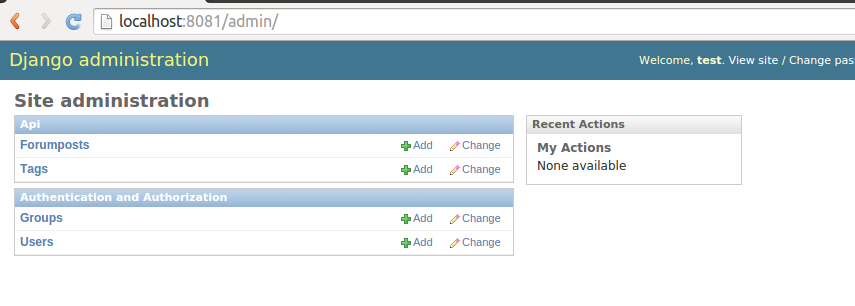 localhost:8081/admin/
Django administration
Welcome, test. View site / Change pas
Site administration
Api
Forumposts Add Change
Tags Add Change
Authentication and Authorization
Groups Add Change
Users Add Change
Recent Actions
My Actions
None available